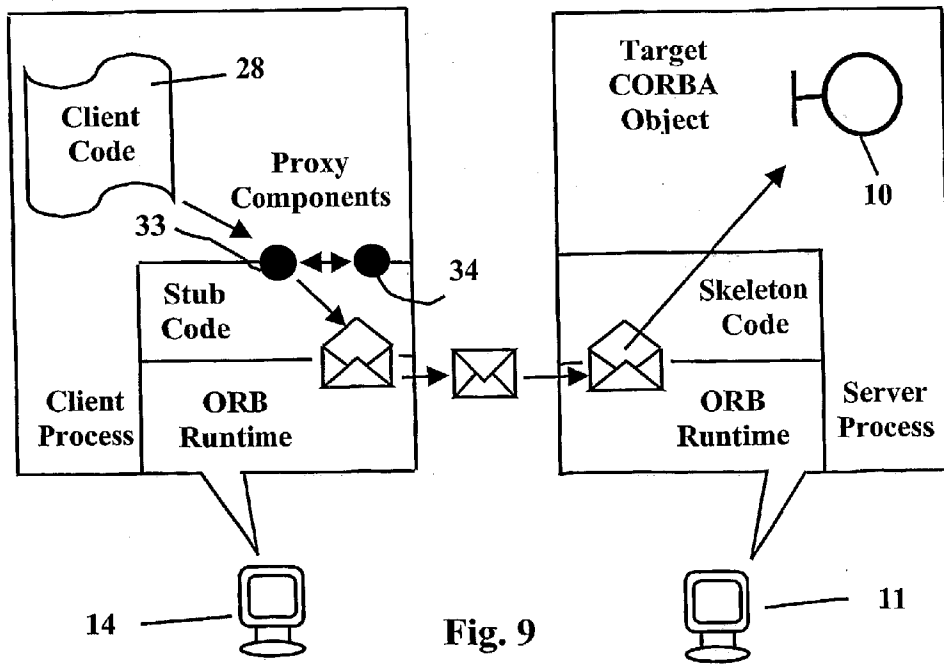 28
Client
Code
Proxy
Components
33
34
Stub
Code
Client
Process
ORB
Runtime
14
Target
CORBA
Object
10
Skeleton
Code
ORB
Runtime
Server
Process
11
Fig. 9